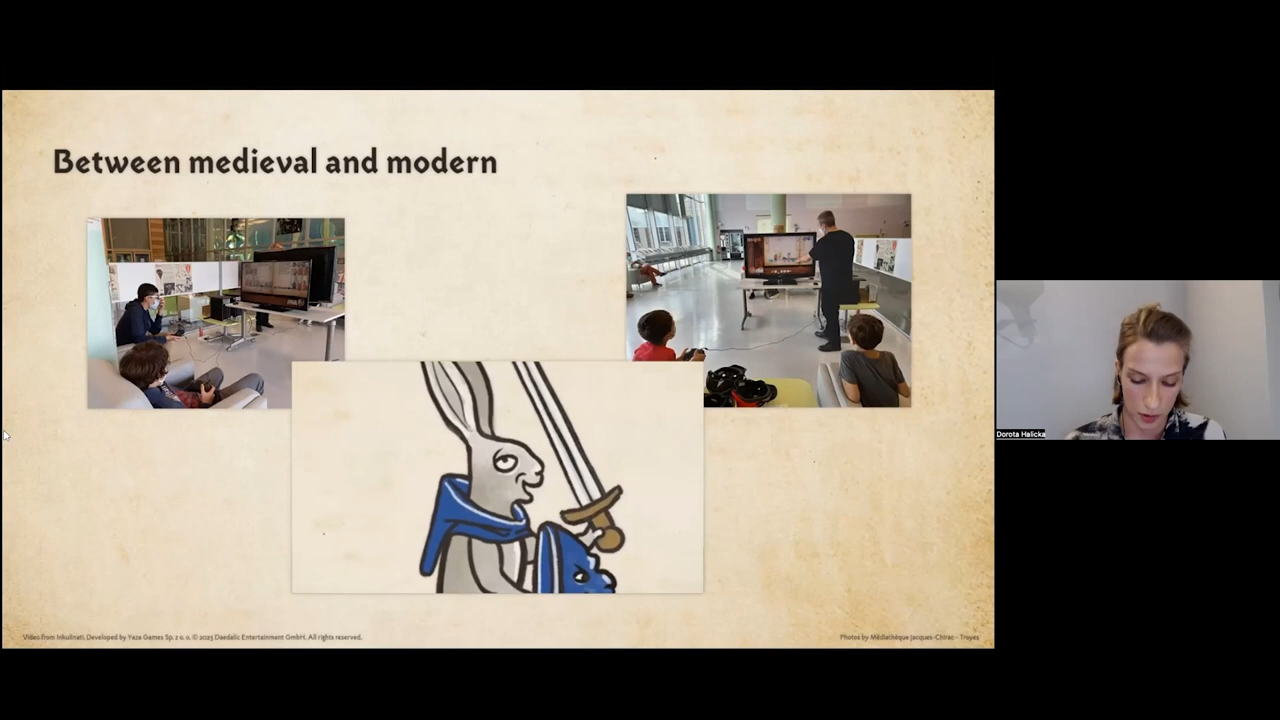 Between medieval and modern
Dorota Halicka
Video from Inkulinati. Developed by Yaza Games Sp. z o. o. © 2023 Daedalic Entertainment GmbH. All rights reserved.
Photos by Médiathèque Jacques-Chirac - Troyes